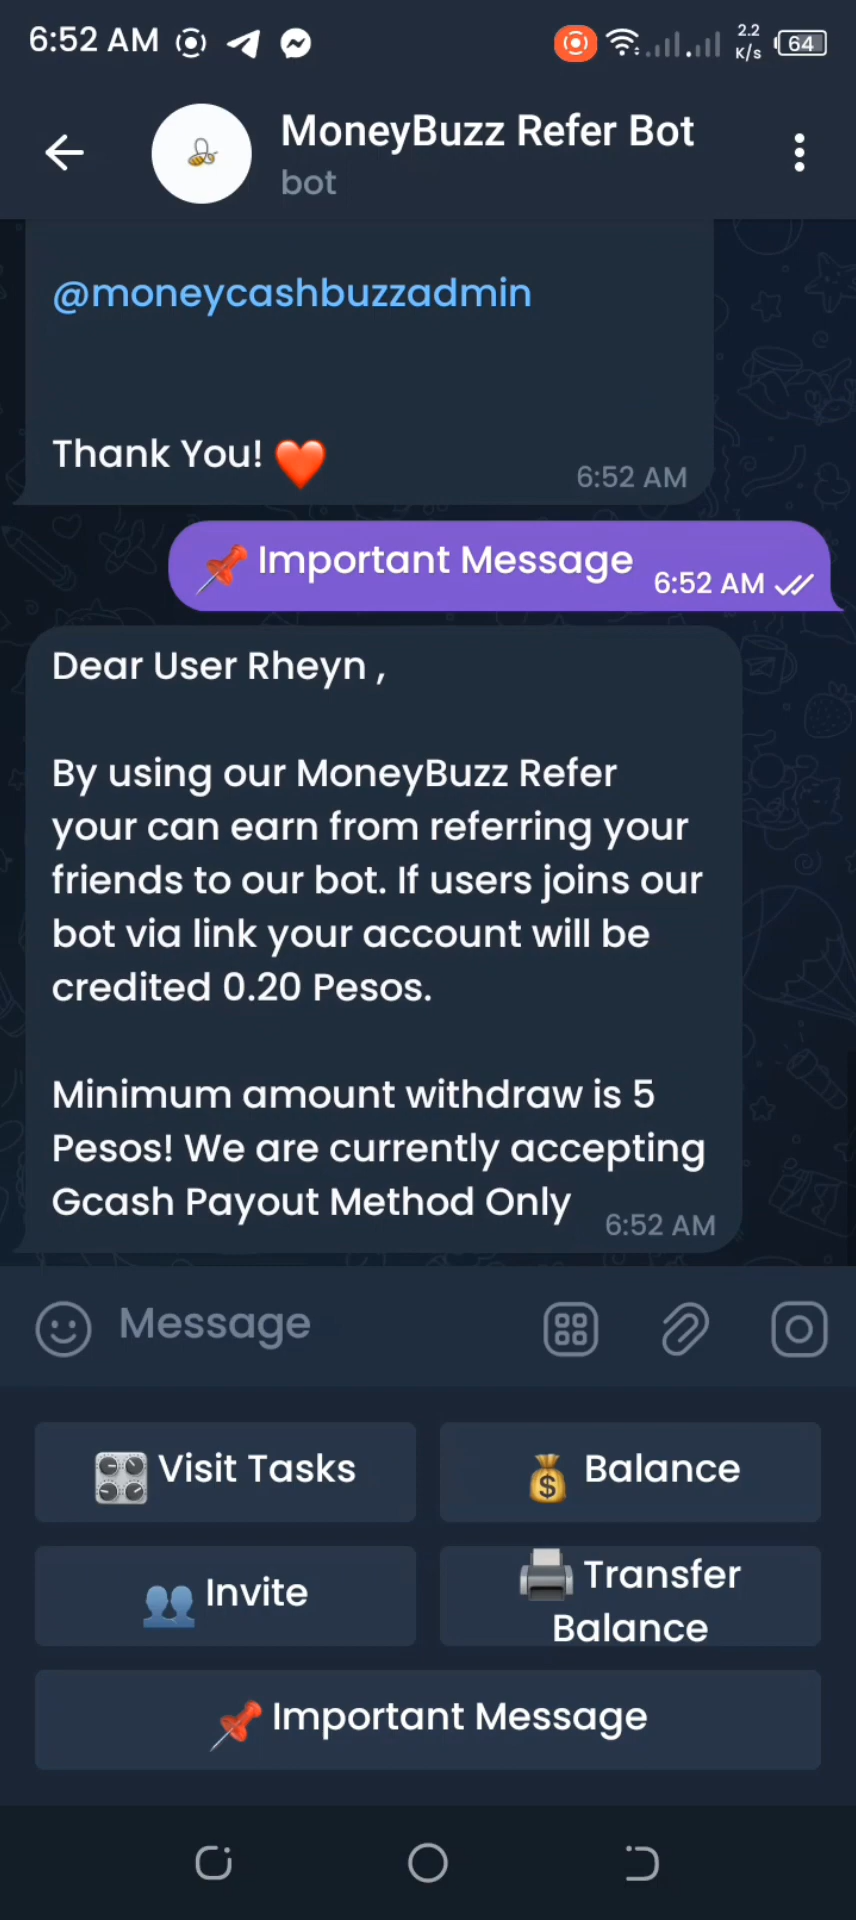 6:52 AM
2.2
K/s
64
MoneyBuzz Refer Bot
bot
@moneycashbuzzadmin
Thank You! ❤️
6:52 AM
📌 Important Message
6:52 AM
Dear User Rheyn ,
By using our MoneyBuzz Refer
your can earn from referring your
friends to our bot. If users joins our
bot via link your account will be
credited 0.20 Pesos.
Minimum amount withdraw is 5
Pesos! We are currently accepting
Gcash Payout Method Only
6:52 AM
Message
🎛 Visit Tasks
💰 Balance
👥 Invite
🖨 Transfer
Balance
📌 Important Message